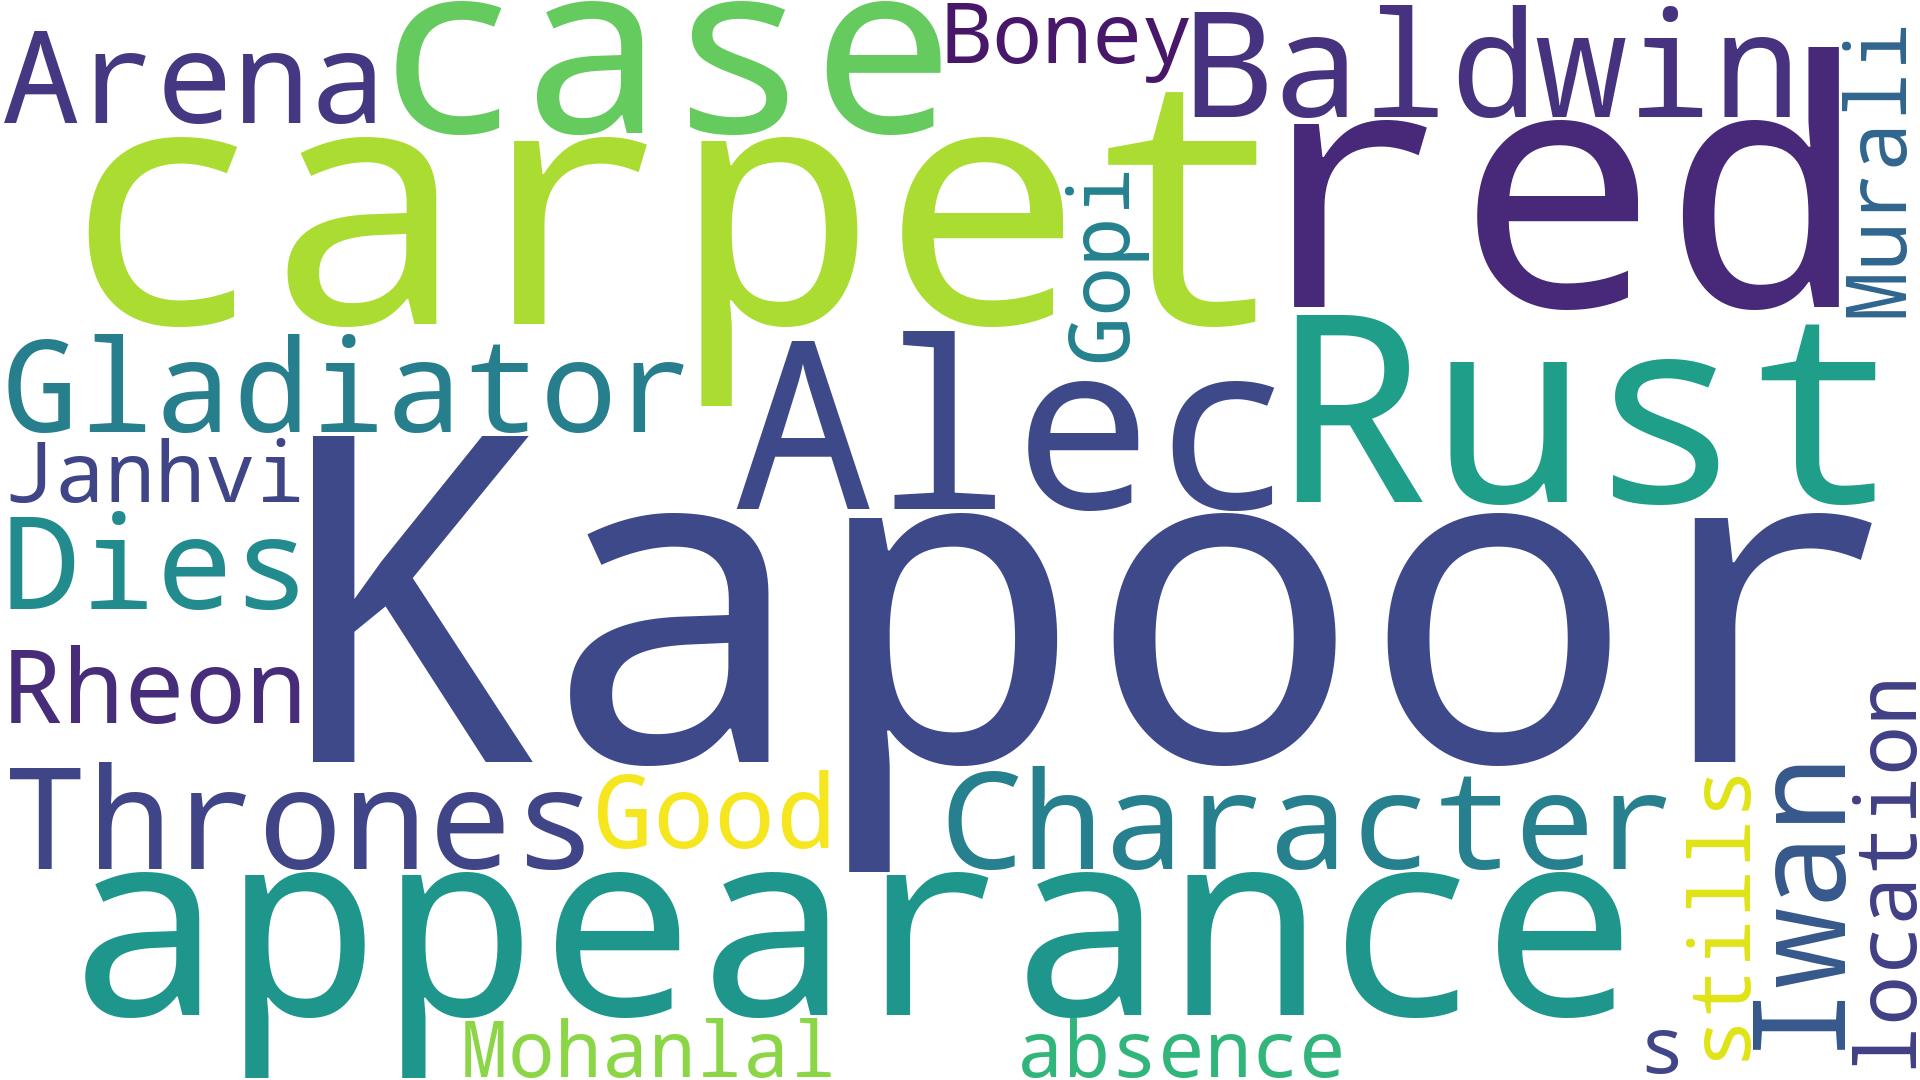 Arena
case
Boney
Baldwin
Murali
carpet
red
Gopi
Gladiator
Alec
Rust
Janhvi
Kapoor
Dies
Rheon
Thrones
Good
Character
stills
Iwan
location
appearance
Mohanlal
absence
s